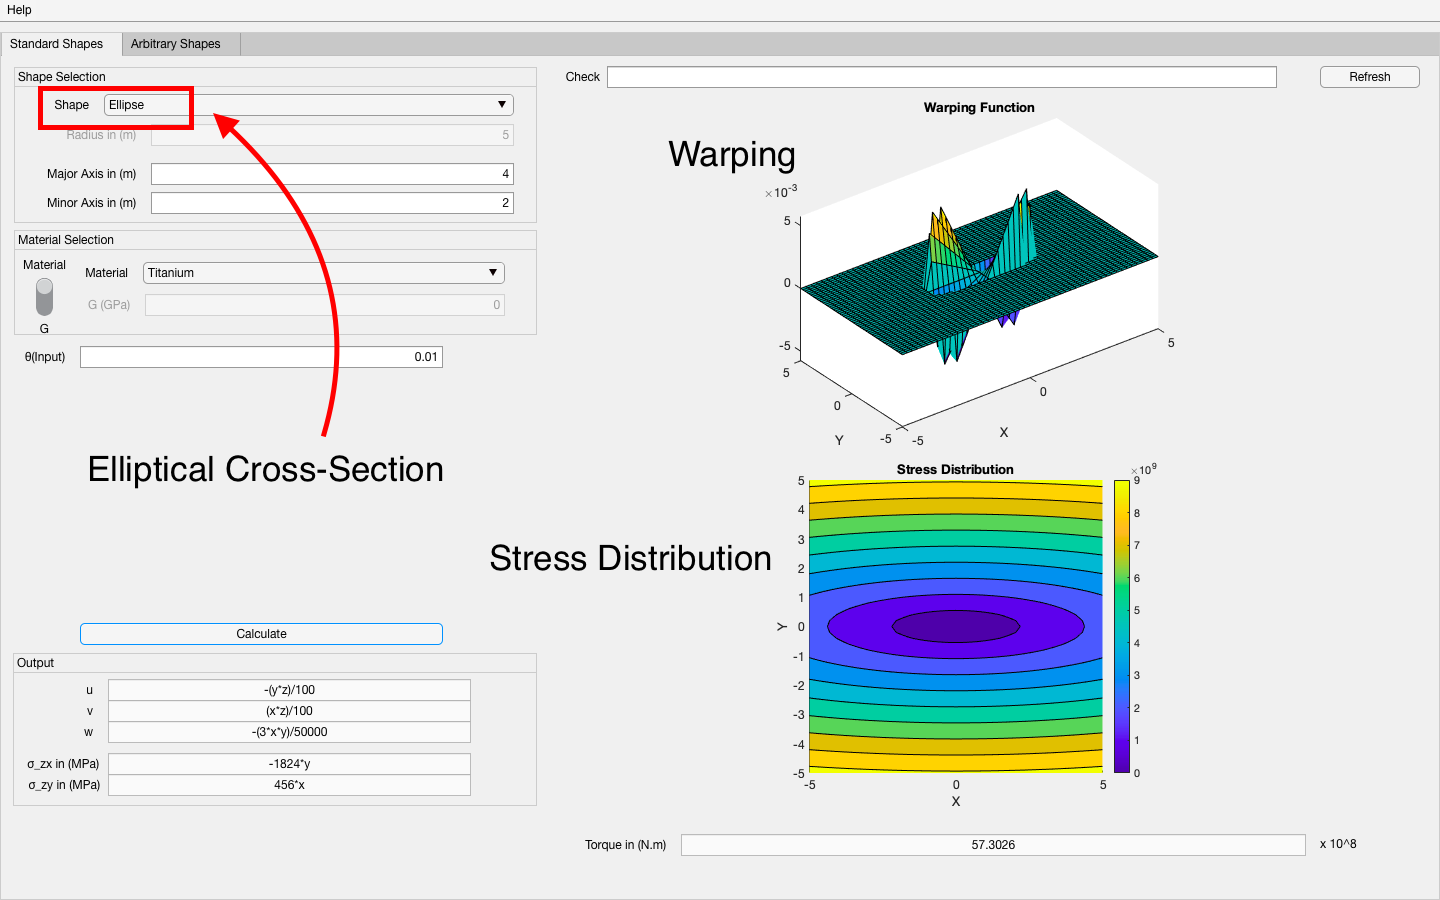 Help
Standard Shapes Arbitrary Shapes
Shape Selection
Shape Ellipse
Radius in (m) 5
Major Axis in (m) 4
Minor Axis in (m) 2
Material Selection
Material
Material Titanium
G (GPa) 0
G
θ(Input) 0.01
Elliptical Cross-Section
Calculate
Output
u -(y*z)/100
v (x*z)/100
w -(3*x*y)/50000
σ_zx in (MPa) -1824*y
σ_zy in (MPa) 456*x
Check Refresh
Warping Function
Warping
×10^-3
5
0
-5
5
0
-5
Y
-5
0
5
X
Stress Distribution
Stress Distribution
×10^9
5
4
3
2
1
0
-1
-2
-3
-4
-5
Y
-5 0 5
X
9
8
7
6
5
4
3
2
1
0
Torque in (N.m) 57.3026 x 10^8